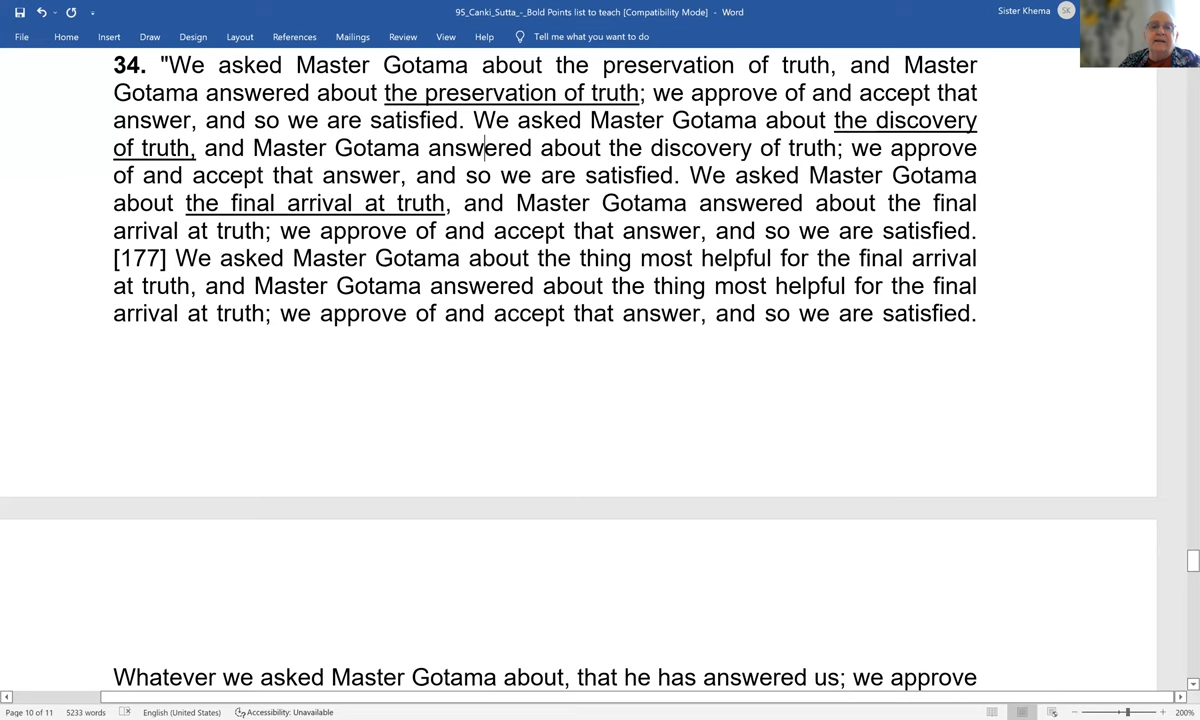 95_Canki_Sutta_-_Bold Points list to teach [Compatibility Mode] - Word
Sister Khema
SK
File Home Insert Draw Design Layout References Mailings Review View Help Tell me what you want to do
34. "We asked Master Gotama about the preservation of truth, and Master
Gotama answered about the preservation of truth; we approve of and accept that
answer, and so we are satisfied. We asked Master Gotama about the discovery
of truth, and Master Gotama answered about the discovery of truth; we approve
of and accept that answer, and so we are satisfied. We asked Master Gotama
about the final arrival at truth, and Master Gotama answered about the final
arrival at truth; we approve of and accept that answer, and so we are satisfied.
[177] We asked Master Gotama about the thing most helpful for the final arrival
at truth, and Master Gotama answered about the thing most helpful for the final
arrival at truth; we approve of and accept that answer, and so we are satisfied.
Whatever we asked Master Gotama about, that he has answered us; we approve
Page 10 of 11 5233 words English (United States) Accessibility: Unavailable 200%